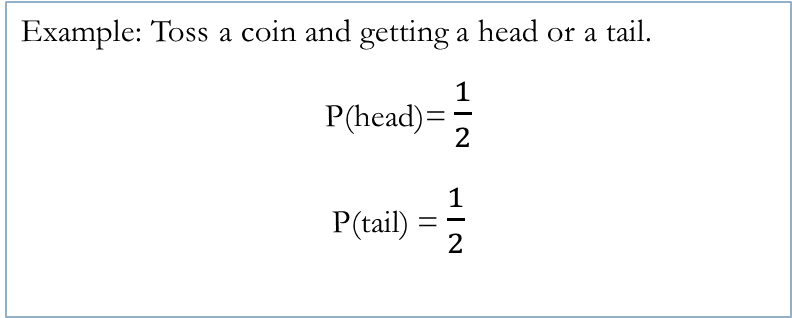 Example: Toss a coin and getting a head or a tail.
P(head)= 1/2
P(tail) = 1/2